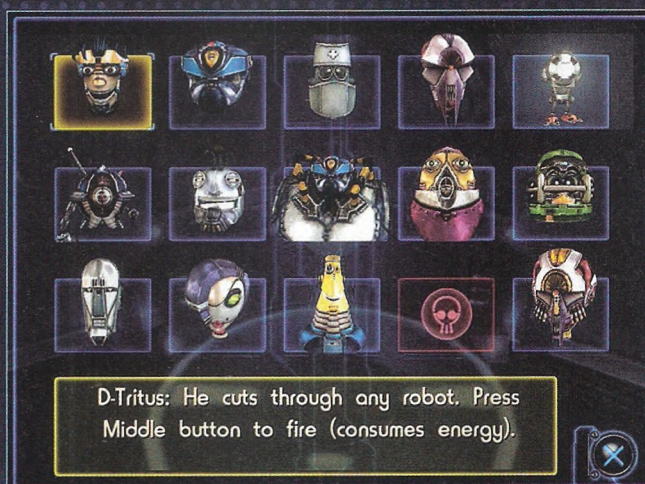 D-Tritus: He cuts through any robot. Press
Middle button to fire (consumes energy).